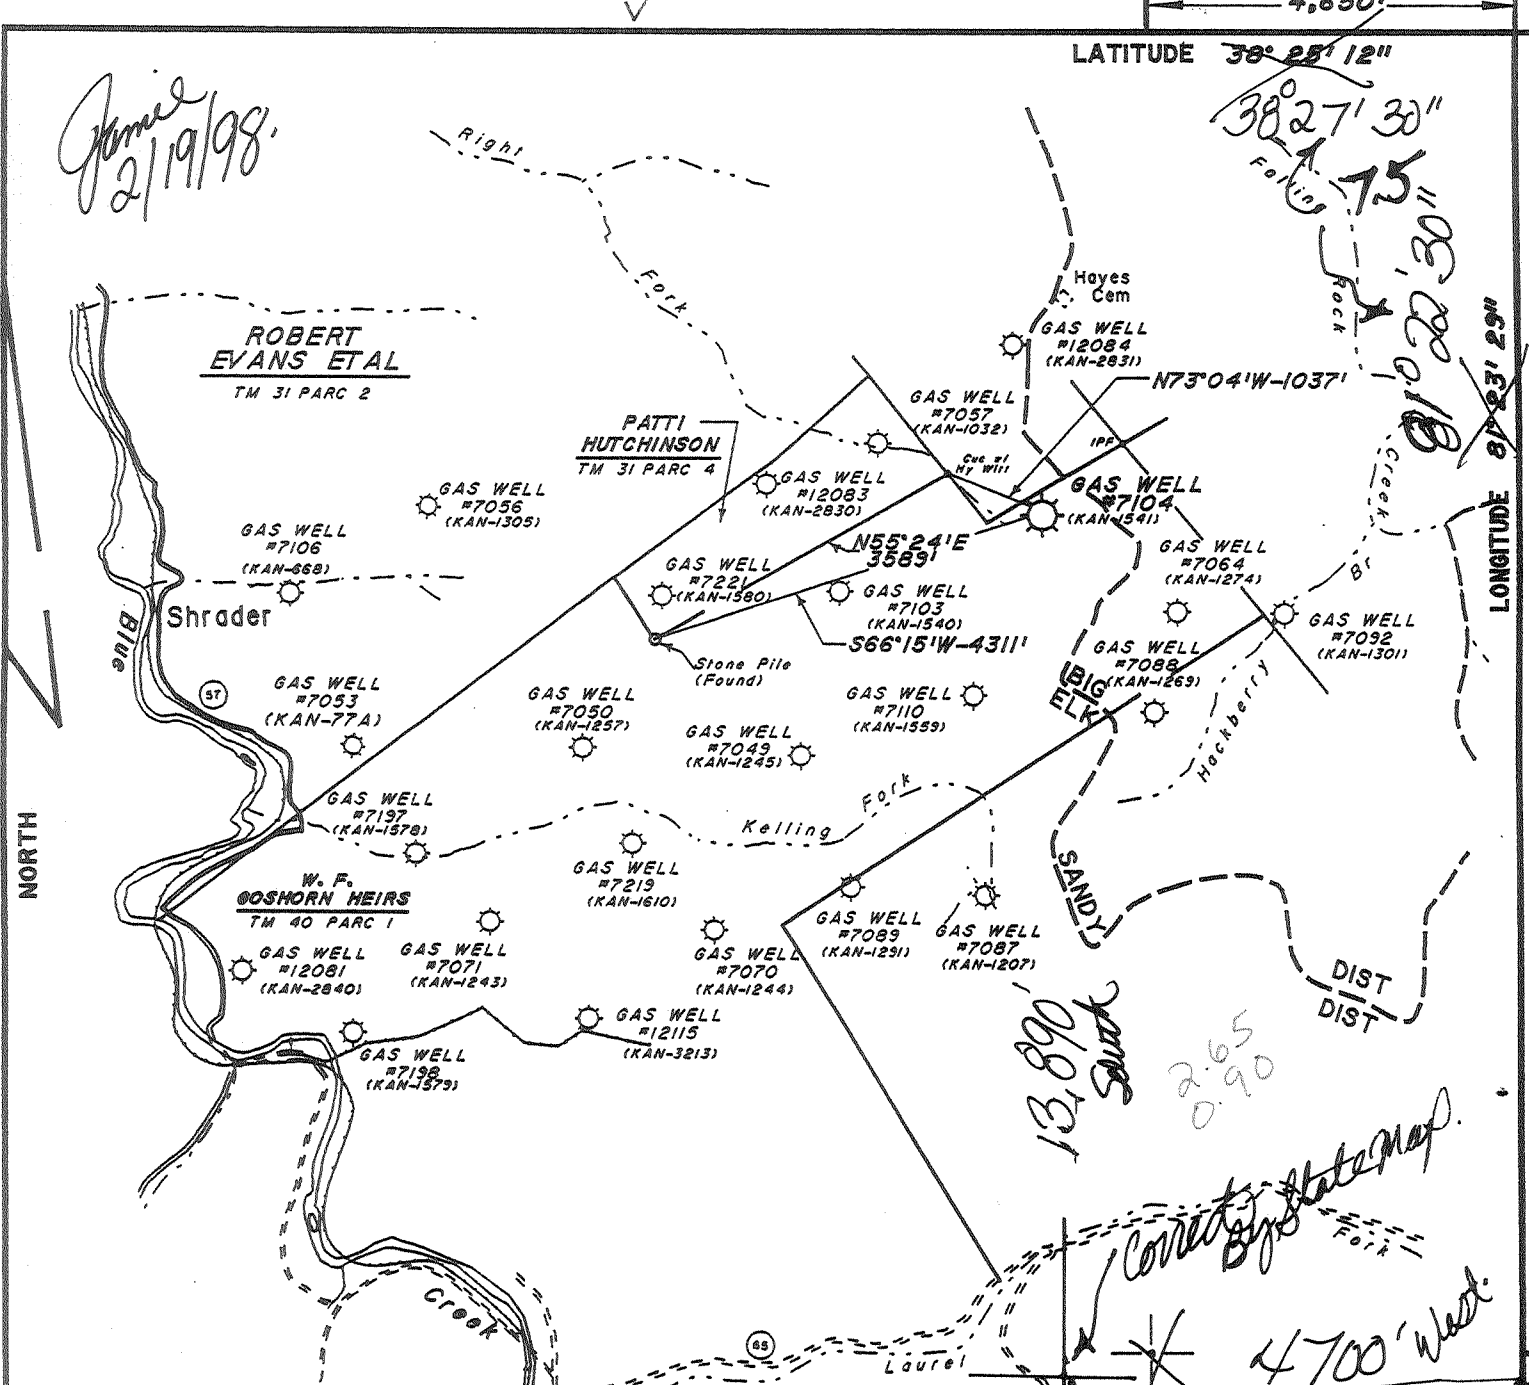 4,850'
LATITUDE 38° 25' 12"
38° 27' 30"
7.5
Jamie
2/19/98.
Right
Fork
Falling
Rock
Creek)
Br
LONGITUDE 81° 23' 29"
81° 22' 30"
Hayes
Cem
GAS WELL
#12084
(KAN-2831)
ROBERT
EVANS ET AL
TM 31 PARC 2
N73°04'W-1037'
GAS WELL
#7057
(KAN-1032)
PATTI
HUTCHINSON
TM 31 PARC 4
IPF
GAS WELL
#12083
(KAN-2830)
GAS WELL
#7104
(KAN-1541)
GAS WELL
#7056
(KAN-1305)
GAS WELL
#7106
(KAN-668)
N55°24'E
3589'
GAS WELL
#7064
(KAN-1274)
GAS WELL
#7221
(KAN-1580)
GAS WELL
#7103
(KAN-1540)
Shrader
Blue
S66°15'W-4311'
GAS WELL
#7092
(KAN-1301)
Stone Pile
(Found)
GAS WELL
#7088
(KAN-1269)
57
GAS WELL
#7053
(KAN-77A)
GAS WELL
#7050
(KAN-1257)
GAS WELL
#7110
(KAN-1559)
BIG
ELK
GAS WELL
#7049
(KAN-1245)
Hackberry
GAS WELL
#7197
(KAN-1578)
Kelling
Fork
NORTH
GAS WELL
#7219
(KAN-1610)
SANDY
W. F.
GOSHORN HEIRS
TM 40 PARC 1
GAS WELL
#7089
(KAN-1291)
GAS WELL
#7087
(KAN-1207)
GAS WELL
#12081
(KAN-2840)
GAS WELL
#7071
(KAN-1243)
GAS WELL
#7070
(KAN-1244)
DIST
DIST
GAS WELL
#12115
(KAN-3213)
GAS WELL
#7198
(KAN-1579)
13,890'
South
2.65
0.90
Correct
By State Map.
Fork
Creek
65
Laurel
4700' West